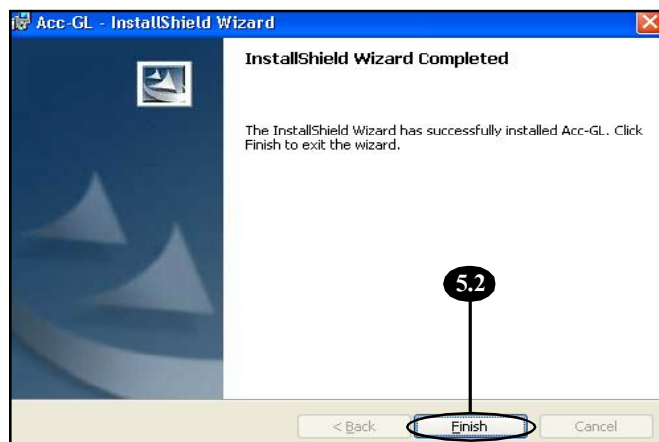 Acc-GL - InstallShield Wizard
InstallShield Wizard Completed
The InstallShield Wizard has successfully installed Acc-GL. Click
Finish to exit the wizard.
5.2
< Back Finish Cancel